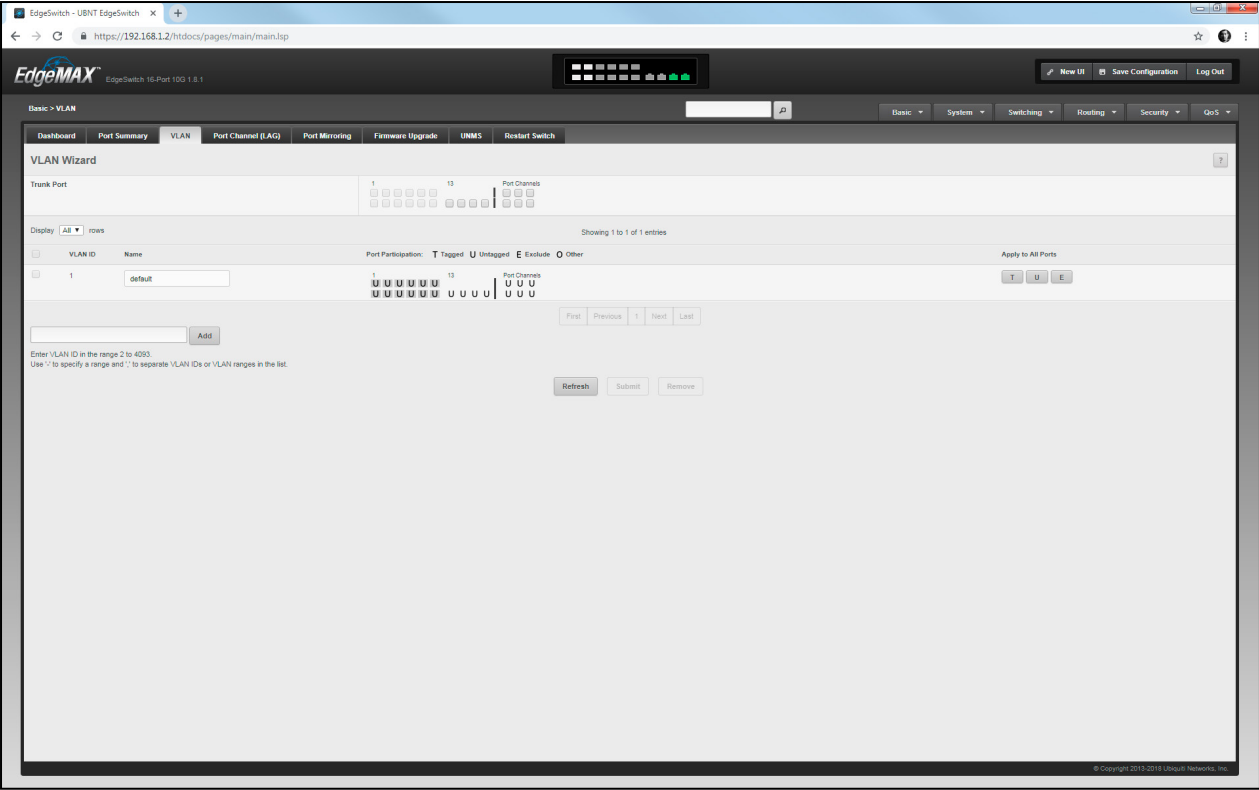 EdgeSwitch - UBNT EdgeSwitch
https://192.168.1.2/htdocs/pages/main/main.lsp
EdgeMAX™ EdgeSwitch 16-Port 10G 1.8.1
New UI Save Configuration Log Out
Basic > VLAN
Basic System Switching Routing Security QoS
Dashboard Port Summary VLAN Port Channel (LAG) Port Mirroring Firmware Upgrade UNMS Restart Switch
VLAN Wizard ?
Trunk Port 1 13 Port Channels
Display All rows Showing 1 to 1 of 1 entries
VLAN ID Name Port Participation: T Tagged U Untagged E Exclude O Other Apply to All Ports
1 default 1 13 Port Channels T U E
U U U U U U U U U
U U U U U U U U U U U U U
First Previous 1 Next Last
Add
Enter VLAN ID in the range 2 to 4093.
Use '-' to specify a range and ',' to separate VLAN IDs or VLAN ranges in the list.
Refresh Submit Remove
© Copyright 2013-2018 Ubiquiti Networks, Inc.